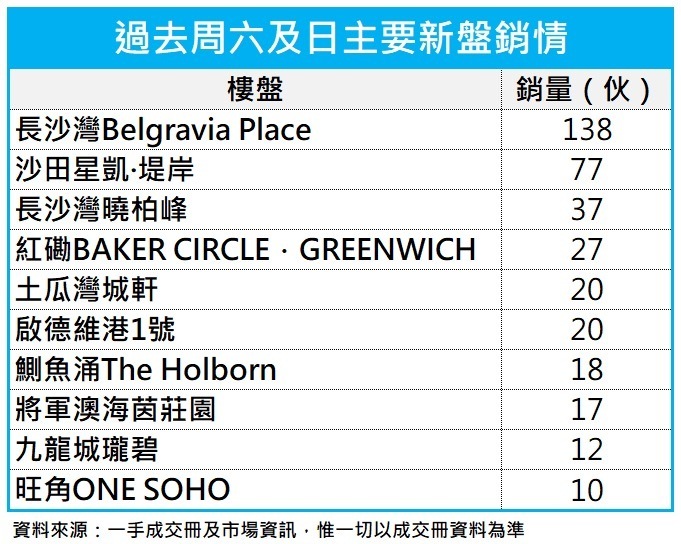 過去周六及日主要新盤銷情
樓盤 銷量（伙）
長沙灣Belgravia Place 138
沙田星凱‧堤岸 77
長沙灣曉柏峰 37
紅磡BAKER CIRCLE．GREENWICH 27
土瓜灣城軒 20
啟德維港1號 20
鰂魚涌The Holborn 18
將軍澳海茵莊園 17
九龍城瓏碧 12
旺角ONE SOHO 10
資料來源：一手成交冊及市場資訊，惟一切以成交冊資料為準